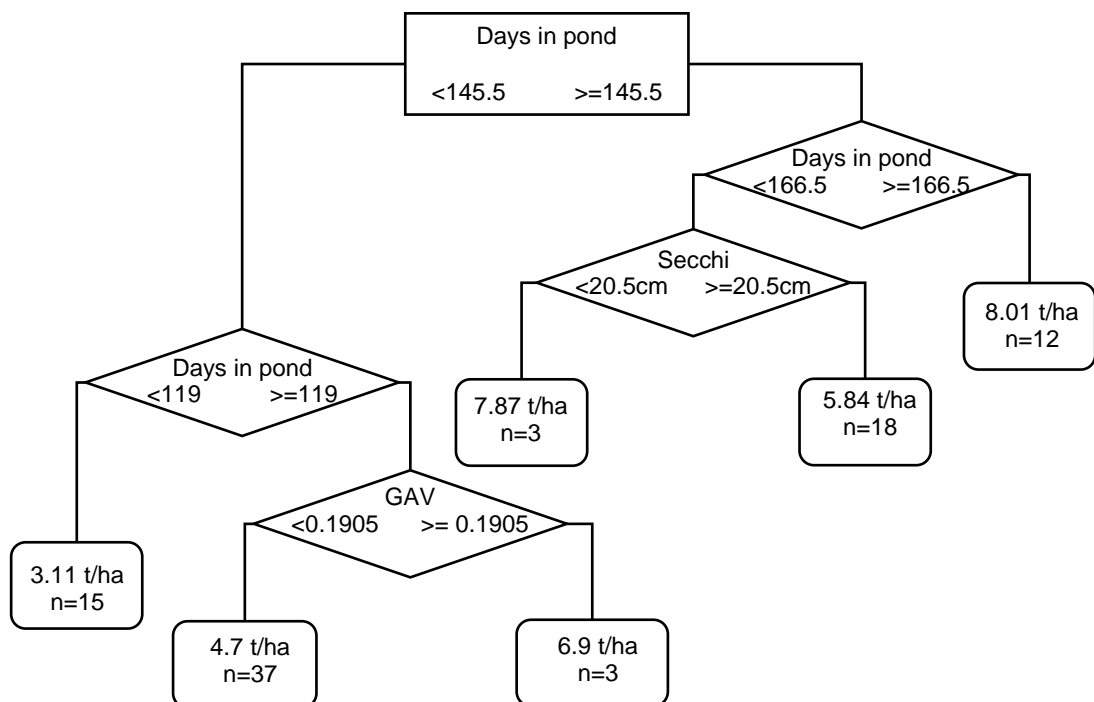 Days in pond
<145.5 >=145.5
Days in pond
<166.5 >=166.5
Secchi
<20.5cm >=20.5cm
8.01 t/ha
n=12
Days in pond
<119 >=119
7.87 t/ha
n=3
5.84 t/ha
n=18
GAV
<0.1905 >= 0.1905
3.11 t/ha
n=15
4.7 t/ha
n=37
6.9 t/ha
n=3